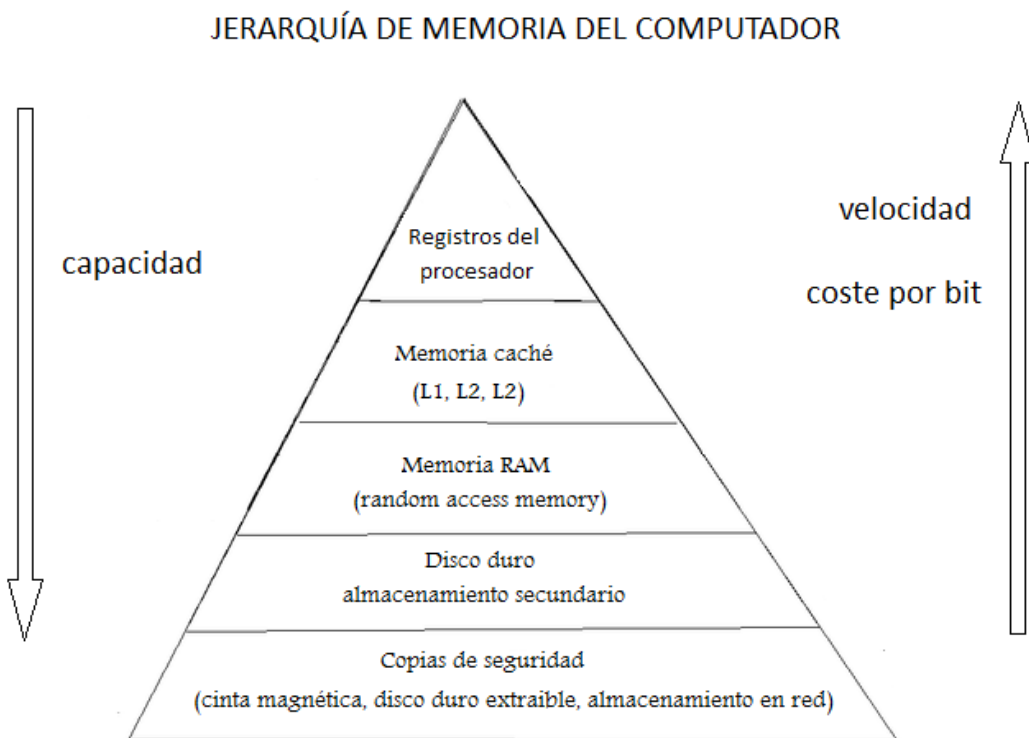 JERARQUÍA DE MEMORIA DEL COMPUTADOR
capacidad
velocidad
coste por bit
Registros del
procesador
Memoria caché
(L1, L2, L2)
Memoria RAM
(random access memory)
Disco duro
almacenamiento secundario
Copias de seguridad
(cinta magnética, disco duro extraible, almacenamiento en red)